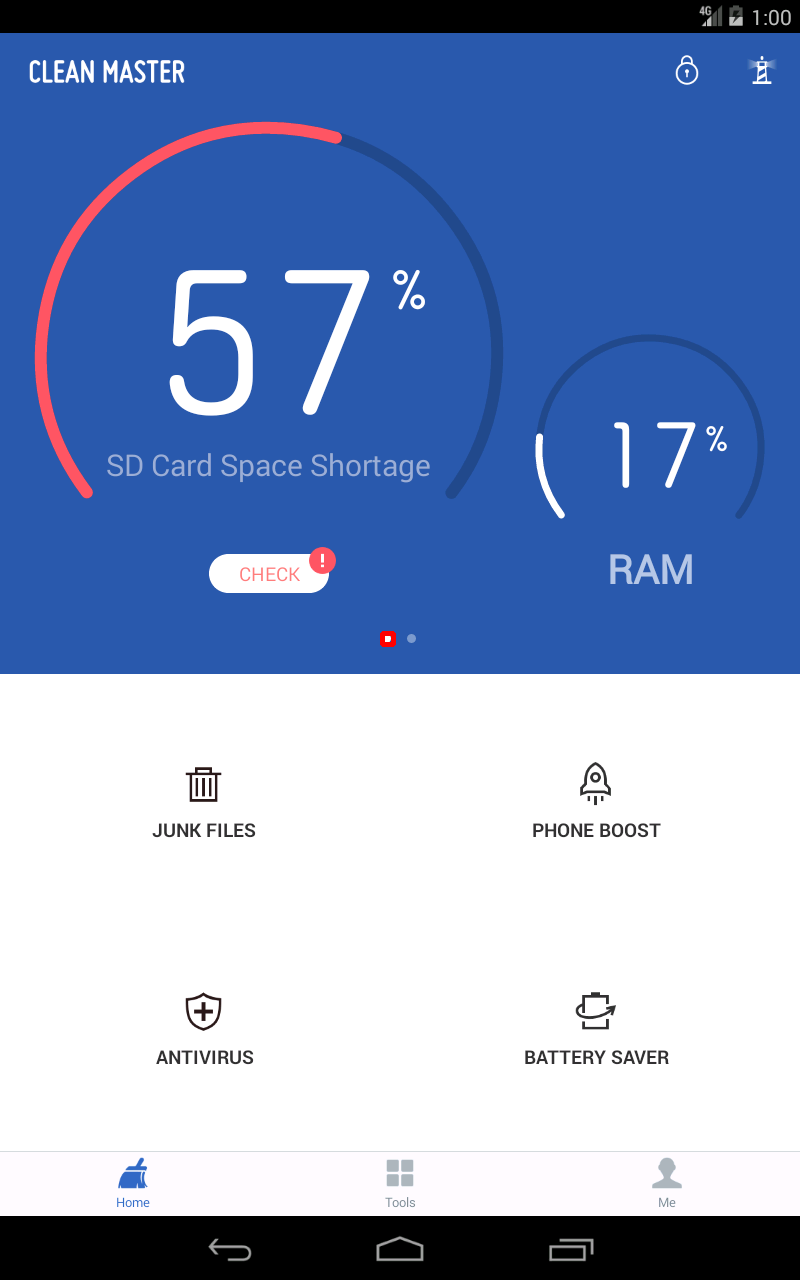 4G 1:00
CLEAN MASTER
57%
SD Card Space Shortage
17%
CHECK !
RAM
JUNK FILES
PHONE BOOST
ANTIVIRUS
BATTERY SAVER
Home
Tools
Me